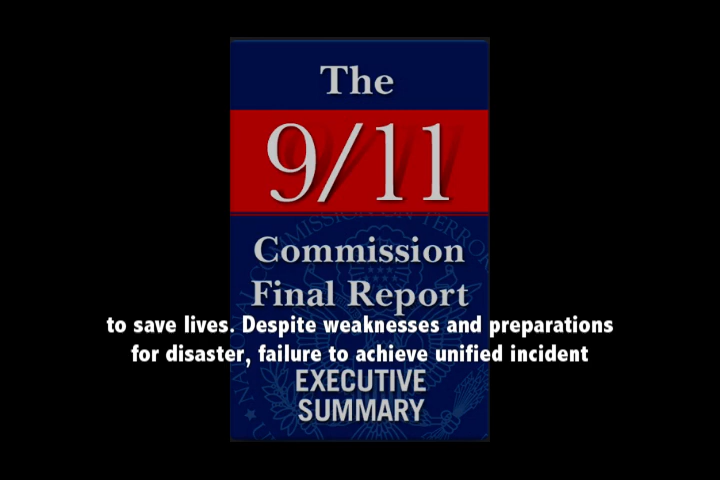 The
9/11
Commission
Final Report
to save lives. Despite weaknesses and preparations
for disaster, failure to achieve unified incident
EXECUTIVE
SUMMARY